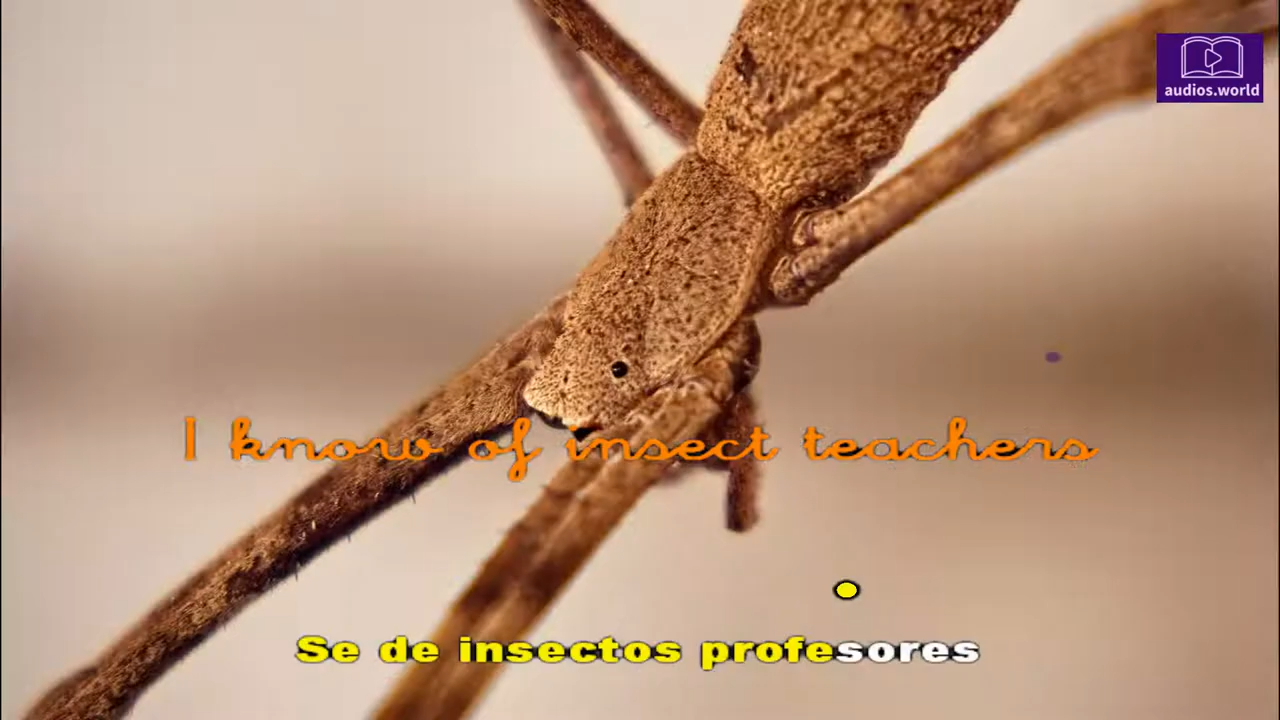 audios.world
I know of insect teachers
Se de insectos profesores